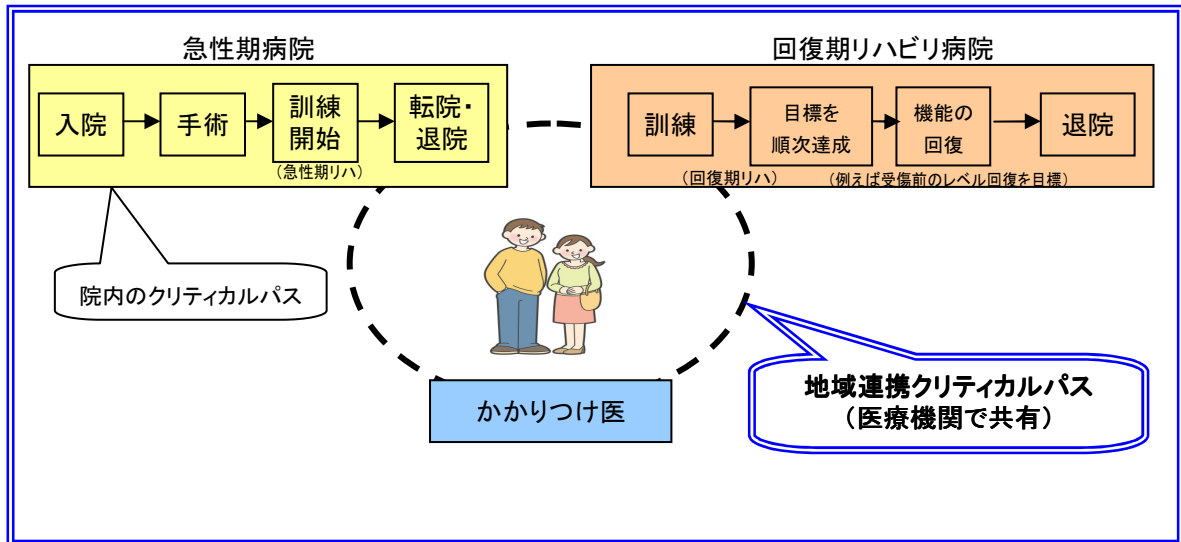 急性期病院
入院
手術
訓練
開始
(急性期リハ)
転院・
退院
回復期リハビリ病院
訓練
(回復期リハ)
目標を
順次達成
機能の
回復
(例えば受傷前のレベル回復を目標)
退院
院内のクリティカルパス
かかりつけ医
地域連携クリティカルパス
(医療機関で共有)